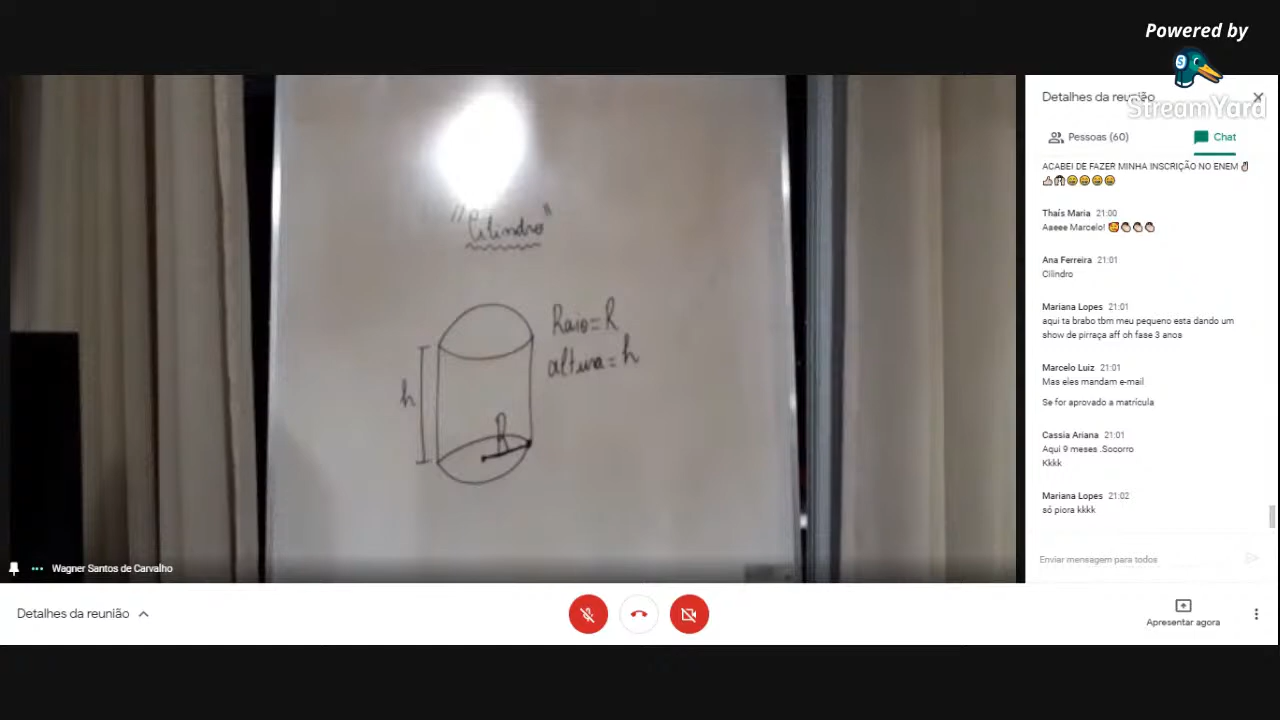 Powered by
StreamYard
"Cilindro"
Raio = R
altura = h
h
R
Wagner Santos de Carvalho
Detalhes da reunião
Pessoas (60)
Chat
ACABEI DE FAZER MINHA INSCRIÇÃO NO ENEM ✌🏻
👍🏻👩🏻‍🎓😄😄😄😄
Thaís Maria 21:00
Aaeee Marcelo! 🥰👏🏻👏🏻👏🏻
Ana Ferreira 21:01
Cilindro
Mariana Lopes 21:01
aqui ta brabo tbm meu pequeno esta dando um
show de pirraça aff oh fase 3 anos
Marcelo Luiz 21:01
Mas eles mandam e-mail
Se for aprovado a matrícula
Cassia Ariana 21:01
Aqui 9 meses .Socorro
Kkkk
Mariana Lopes 21:02
só piora kkkk
Enviar mensagem para todos
Detalhes da reunião
Apresentar agora